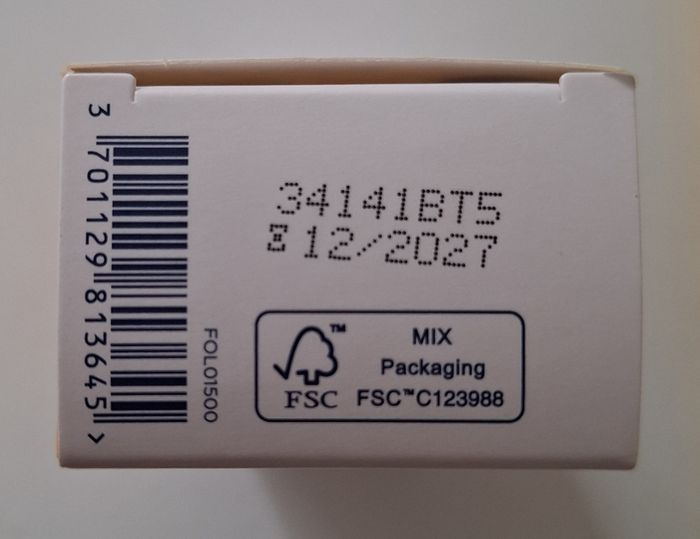 34141BT5
⌛12/2027
FSC
™
MIX
Packaging
FSC™C123988
3 701129 813645 >
FOL01500